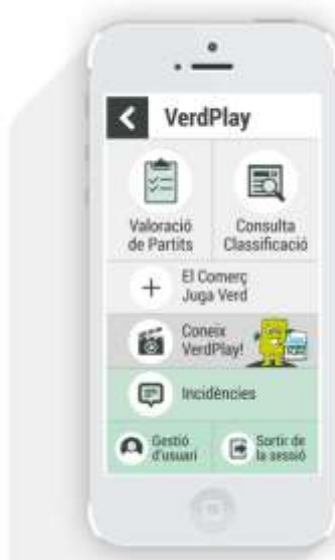 VerdPlay
Valoració
de Partits
Consulta
Classificació
El Comerç
Juga Verd
Coneix
VerdPlay!
Incidències
Gestió
d'usuari
Sortir de
la sessió